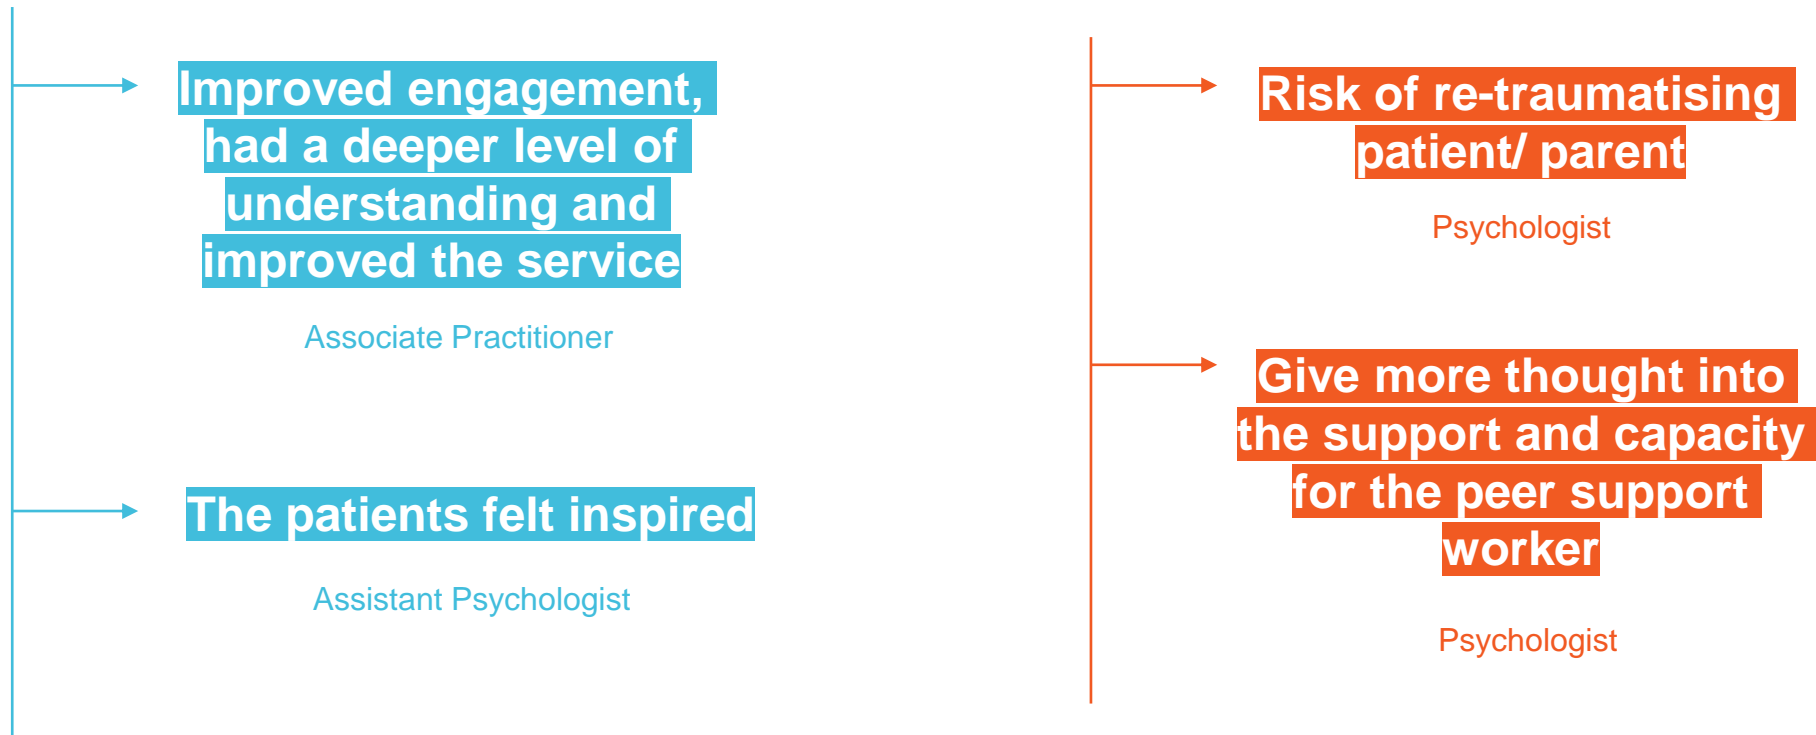 Improved engagement,
had a deeper level of
understanding and
improved the service
Associate Practitioner
The patients felt inspired
Assistant Psychologist
Risk of re-traumatising
patient/ parent
Psychologist
Give more thought into
the support and capacity
for the peer support
worker
Psychologist